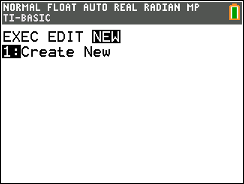 NORMAL FLOAT AUTO REAL RADIAN MP
TI-BASIC
EXEC EDIT NEW
1:Create New